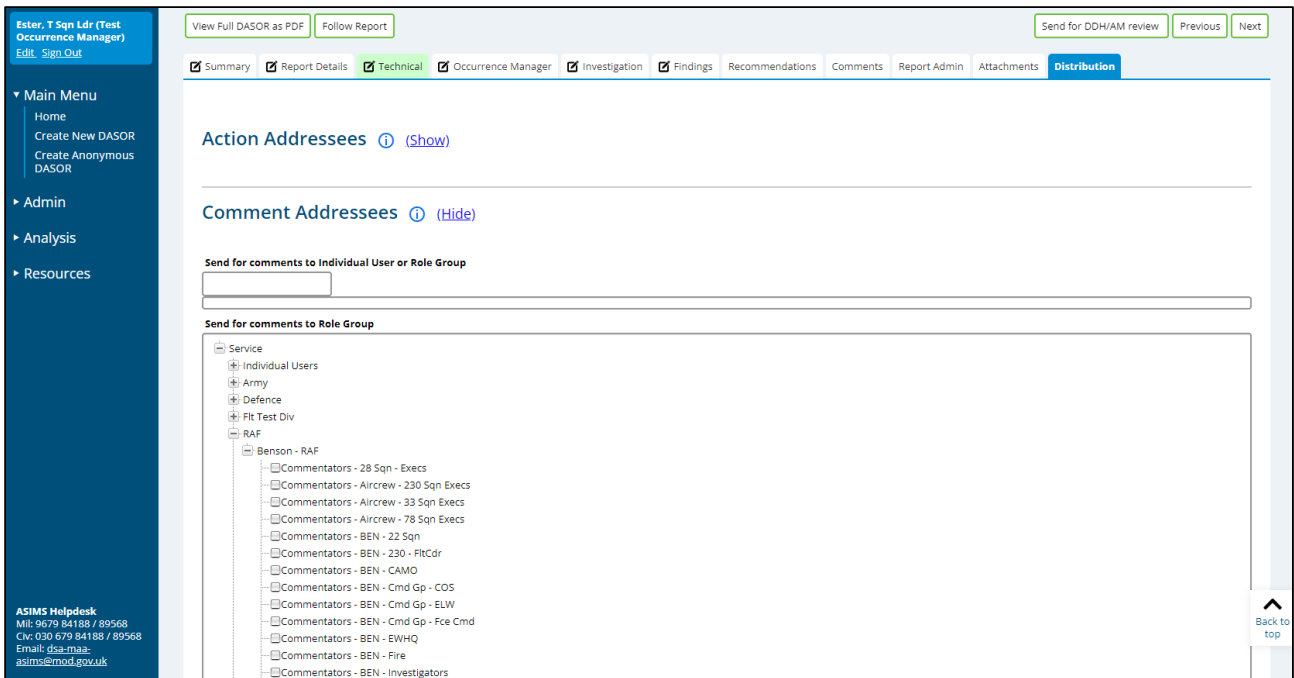 Ester, T Sqn Ldr (Test
Occurrence Manager)
Edit Sign Out
Main Menu
Home
Create New DASOR
Create Anonymous
DASOR
Admin
Analysis
Resources
ASIMS Helpdesk
Mil: 9679 84188 / 89568
Civ: 030 679 84188 / 89568
Email: dsa-maa-
asims@mod.gov.uk
View Full DASOR as PDF Follow Report Send for DDH/AM review Previous Next
Summary Report Details Technical Occurrence Manager Investigation Findings Recommendations Comments Report Admin Attachments Distribution
Action Addressees (Show)
Comment Addressees (Hide)
Send for comments to Individual User or Role Group
Send for comments to Role Group
Service
Individual Users
Army
Defence
Flt Test Div
RAF
Benson - RAF
Commentators - 28 Sqn - Execs
Commentators - Aircrew - 230 Sqn Execs
Commentators - Aircrew - 33 Sqn Execs
Commentators - Aircrew - 78 Sqn Execs
Commentators - BEN - 22 Sqn
Commentators - BEN - 230 - FltCdr
Commentators - BEN - CAMO
Commentators - BEN - Cmd Gp - COS
Commentators - BEN - Cmd Gp - ELW
Commentators - BEN - Cmd Gp - Fce Cmd
Commentators - BEN - EWHQ
Commentators - BEN - Fire
Commentators - BEN - Investigators
Back to
top